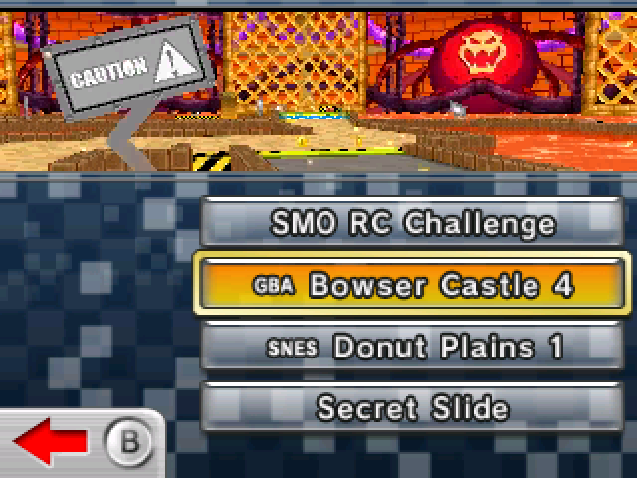 CAUTION
SMO RC Challenge
GBA Bowser Castle 4
SNES Donut Plains 1
Secret Slide
B